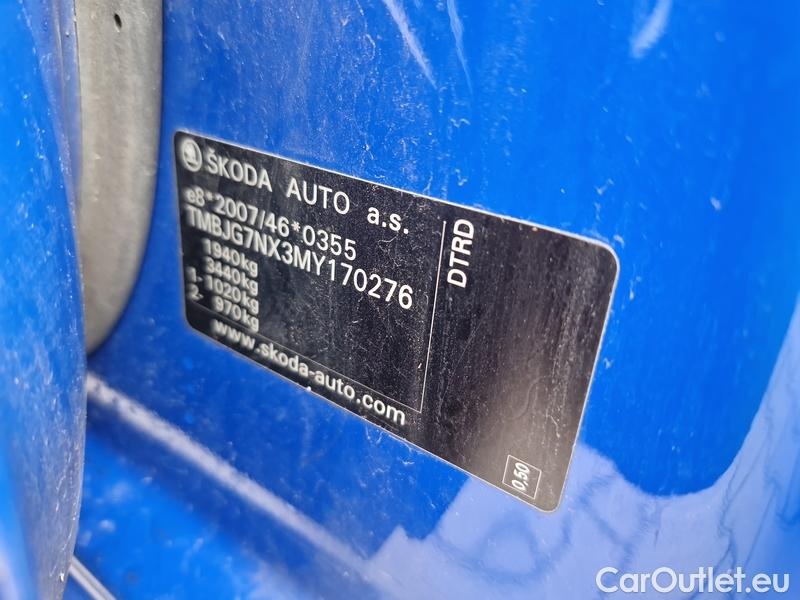 ŠKODA AUTO a.s.
e8*2007/46*0355
TMBJG7NX3MY170276
1940kg
3440kg
1- 1020kg
2- 970kg
www.skoda-auto.com
DTRD
0.50
CarOutlet.eu